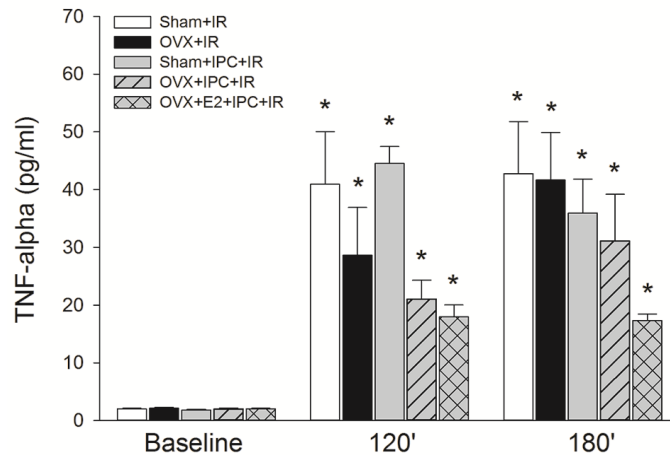 70
60
50
40
30
20
10
0
TNF-alpha (pg/ml)
Sham+IR
OVX+IR
Sham+IPC+IR
OVX+IPC+IR
OVX+E2+IPC+IR
* * * * *
* * * * *
Baseline 120' 180'